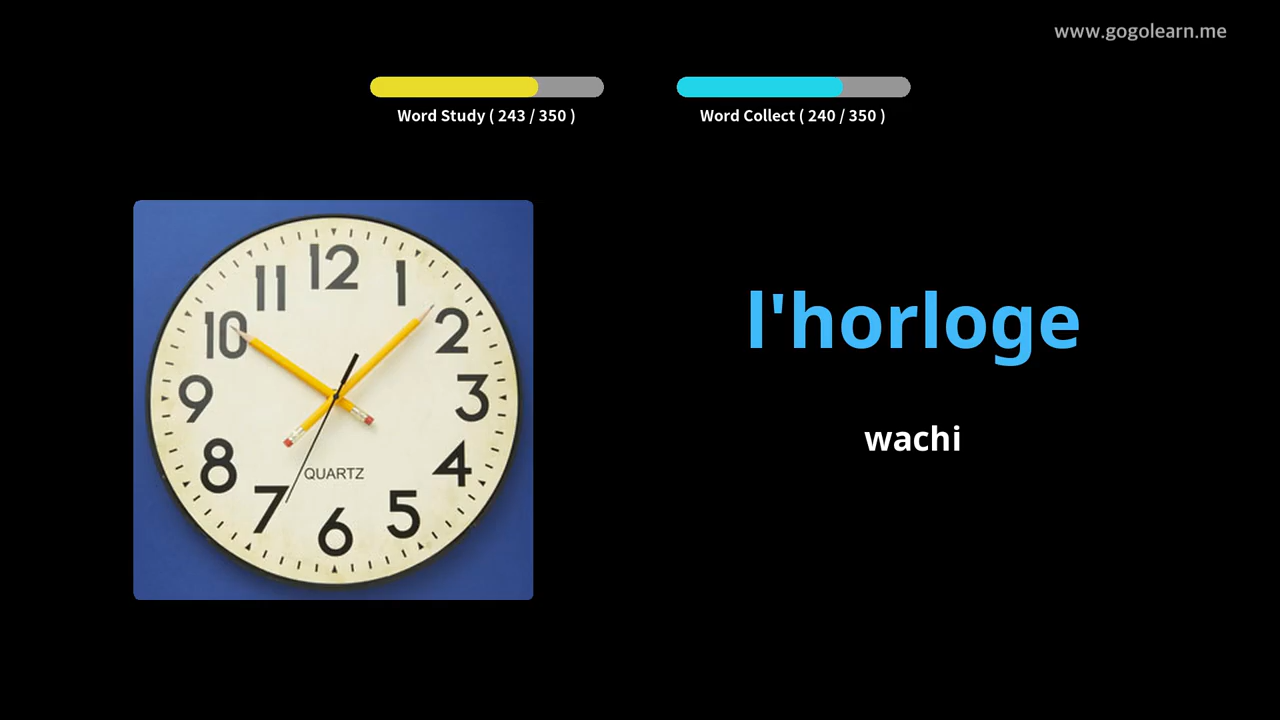 www.gogolearn.me
Word Study ( 243 / 350 )
Word Collect ( 240 / 350 )
12
11
1
10
2
9
3
8
4
QUARTZ
7
5
6
l'horloge
wachi